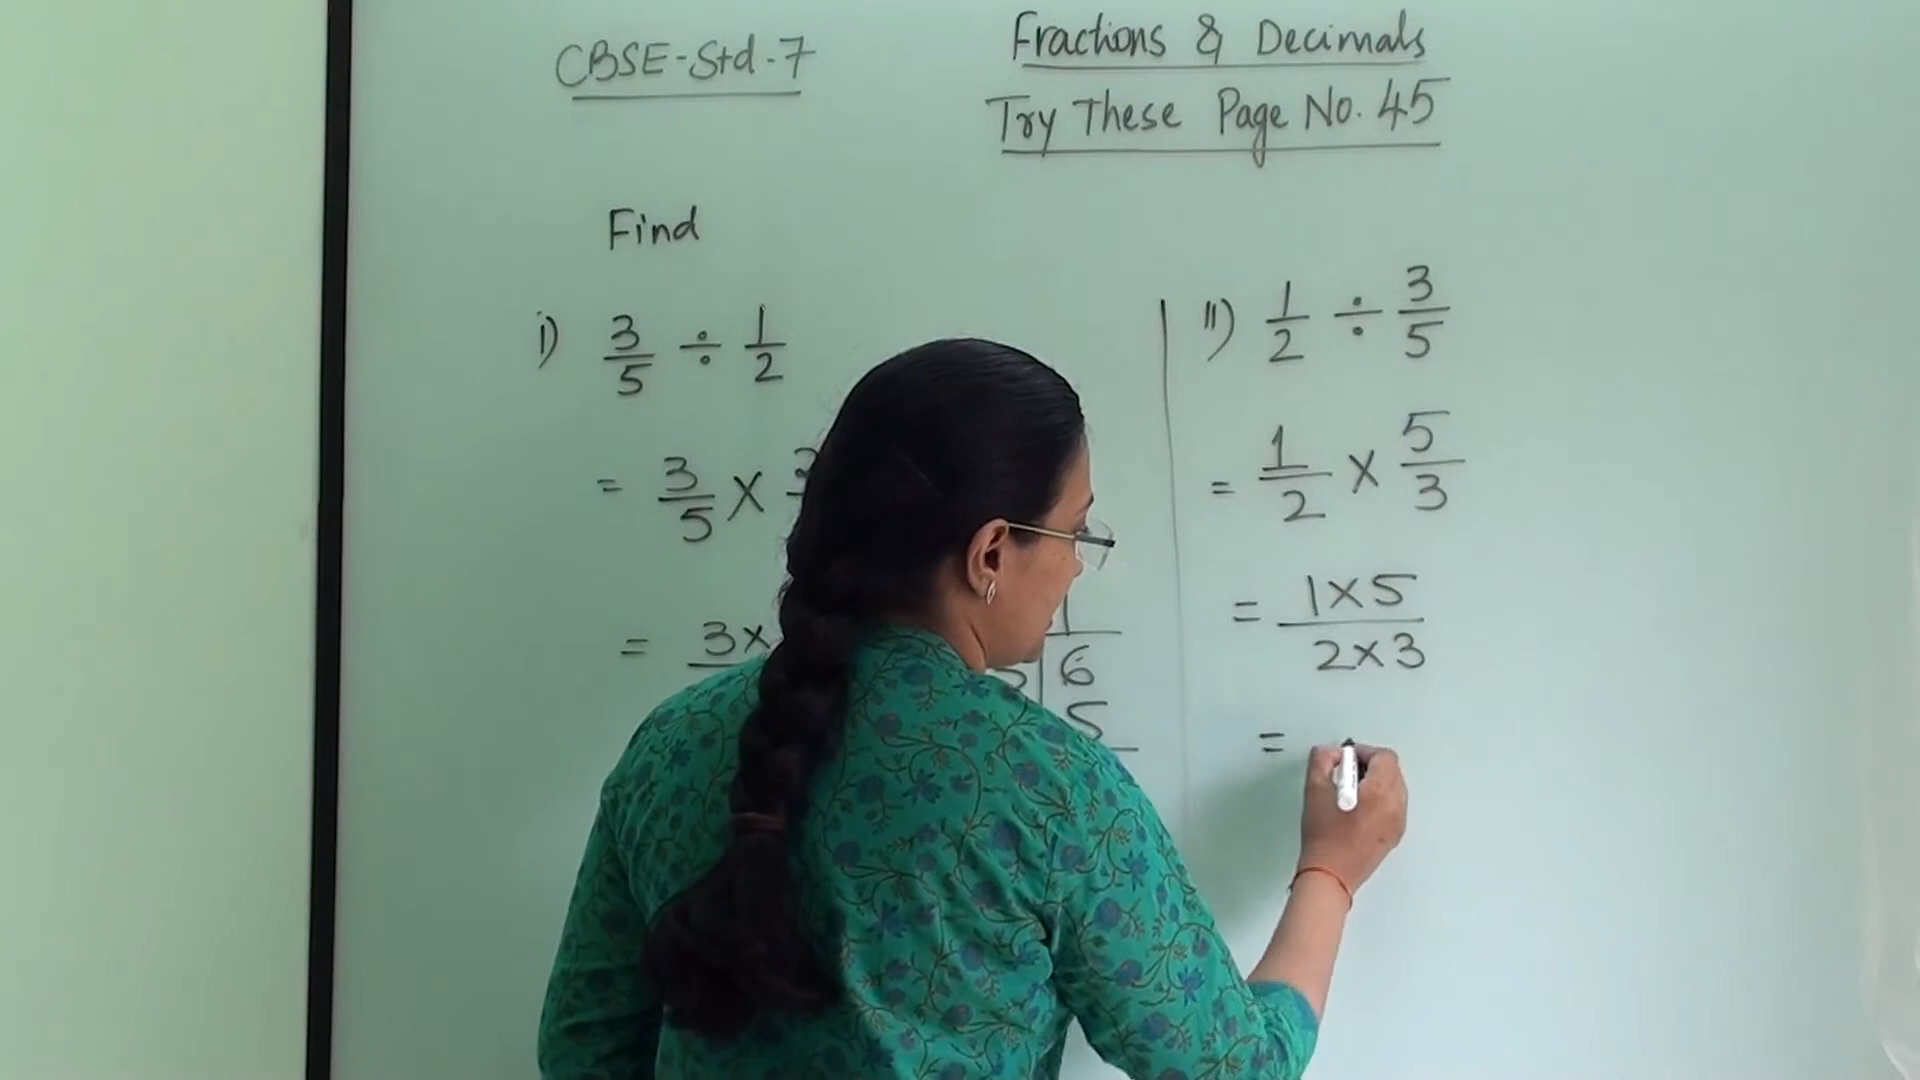 CBSE-Std-7
Fractions & Decimals
Try These Page No. 45
Find
i) 3/5 ÷ 1/2
= 3/5 ×
= 3×
1
6
5
ii) 1/2 ÷ 3/5
= 1/2 × 5/3
= 1×5 / 2×3
=